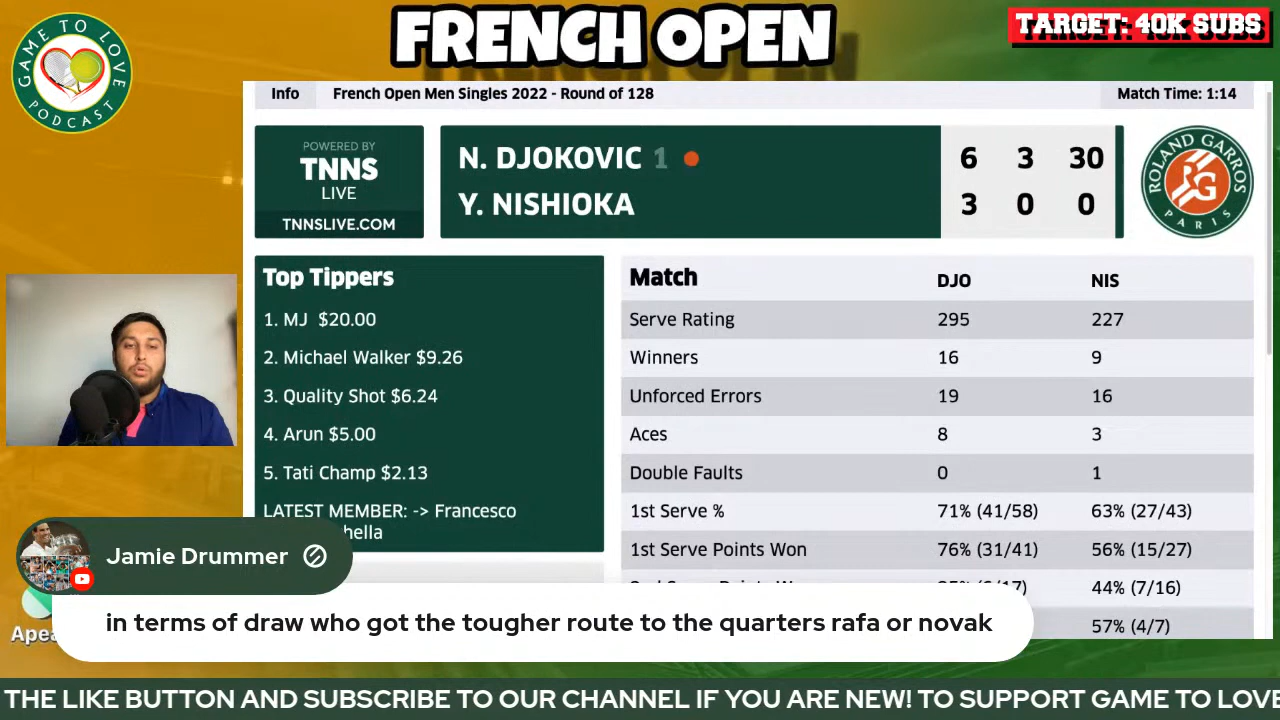 GAME TO LOVE PODCAST
FRENCH OPEN
TARGET: 40K SUBS
Info French Open Men Singles 2022 - Round of 128 Match Time: 1:14
POWERED BY
TNNS
LIVE
TNNSLIVE.COM
N. DJOKOVIC 1 6 3 30
Y. NISHIOKA 3 0 0
ROLAND GARROS
RG
PARIS
Top Tippers
1. MJ $20.00
2. Michael Walker $9.26
3. Quality Shot $6.24
4. Arun $5.00
5. Tati Champ $2.13
LATEST MEMBER: -> Francesco
Match DJO NIS
Serve Rating 295 227
Winners 16 9
Unforced Errors 19 16
Aces 8 3
Double Faults 0 1
1st Serve % 71% (41/58) 63% (27/43)
1st Serve Points Won 76% (31/41) 56% (15/27)
44% (7/16)
57% (4/7)
Jamie Drummer
in terms of draw who got the tougher route to the quarters rafa or novak
THE LIKE BUTTON AND SUBSCRIBE TO OUR CHANNEL IF YOU ARE NEW! TO SUPPORT GAME TO LOVE